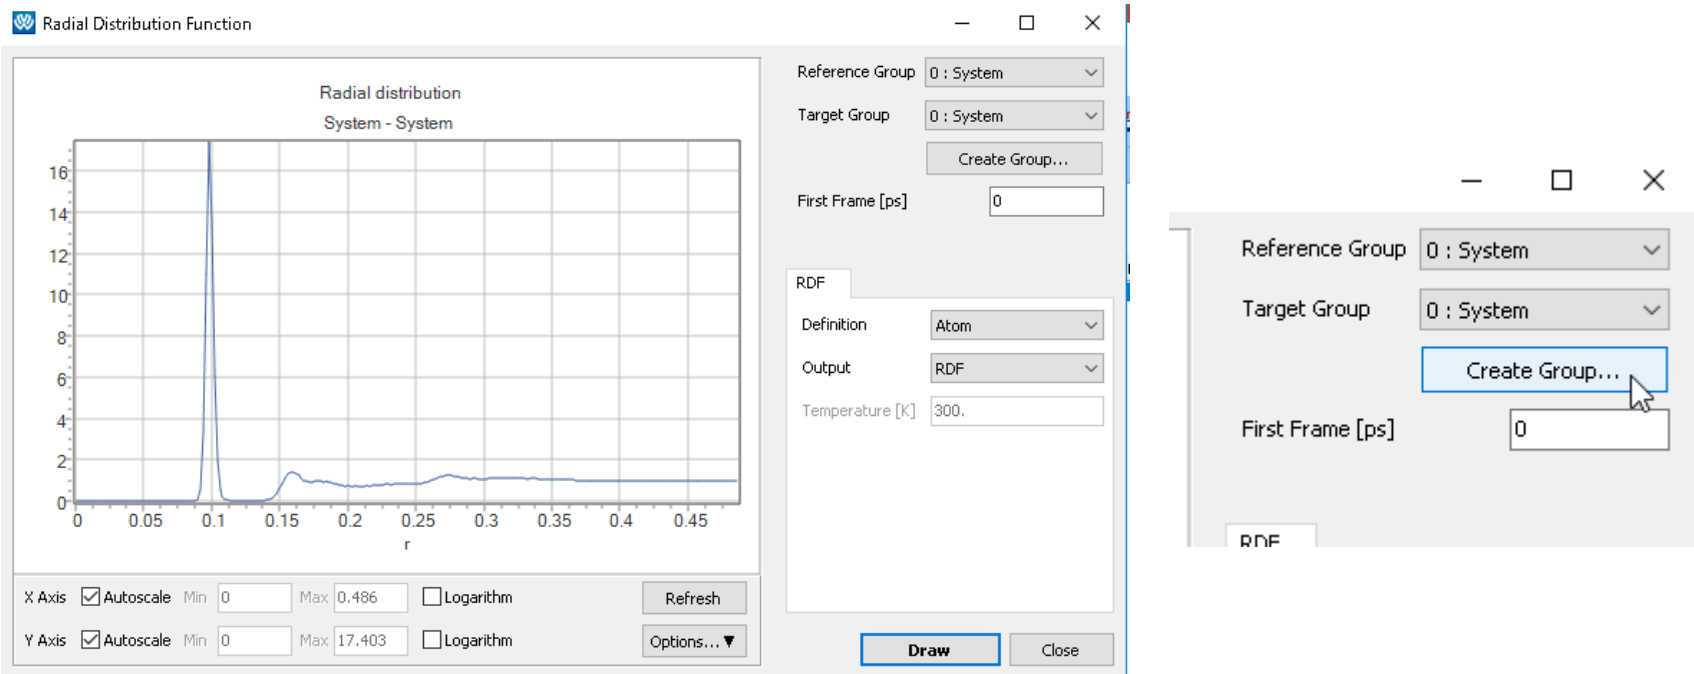 Radial Distribution Function
Radial distribution
System - System
16
14
12
10
8
6
4
2
0
0 0.05 0.1 0.15 0.2 0.25 0.3 0.35 0.4 0.45
r
X Axis Autoscale Min 0 Max 0.486 Logarithm Refresh
Y Axis Autoscale Min 0 Max 17.403 Logarithm Options... ▼
Reference Group 0 : System
Target Group 0 : System
Create Group...
First Frame [ps] 0
RDF
Definition Atom
Output RDF
Temperature [K] 300.
Draw Close
Reference Group 0 : System
Target Group 0 : System
Create Group...
First Frame [ps] 0
RDF